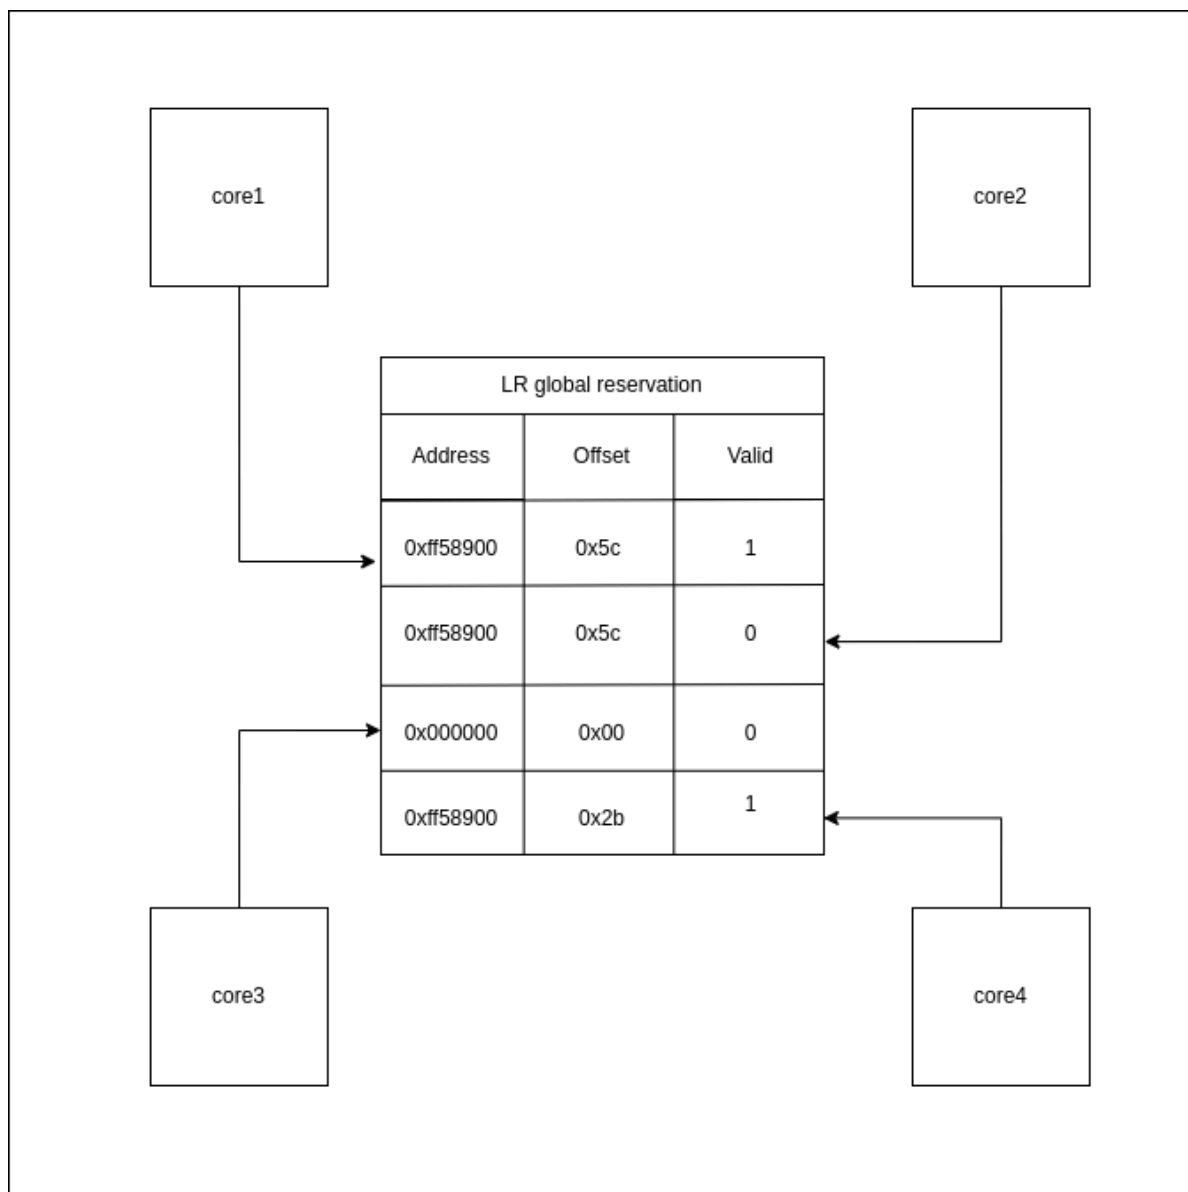 core1
core2
LR global reservation
Address Offset Valid
0xff58900 0x5c 1
0xff58900 0x5c 0
0x000000 0x00 0
0xff58900 0x2b 1
core3
core4